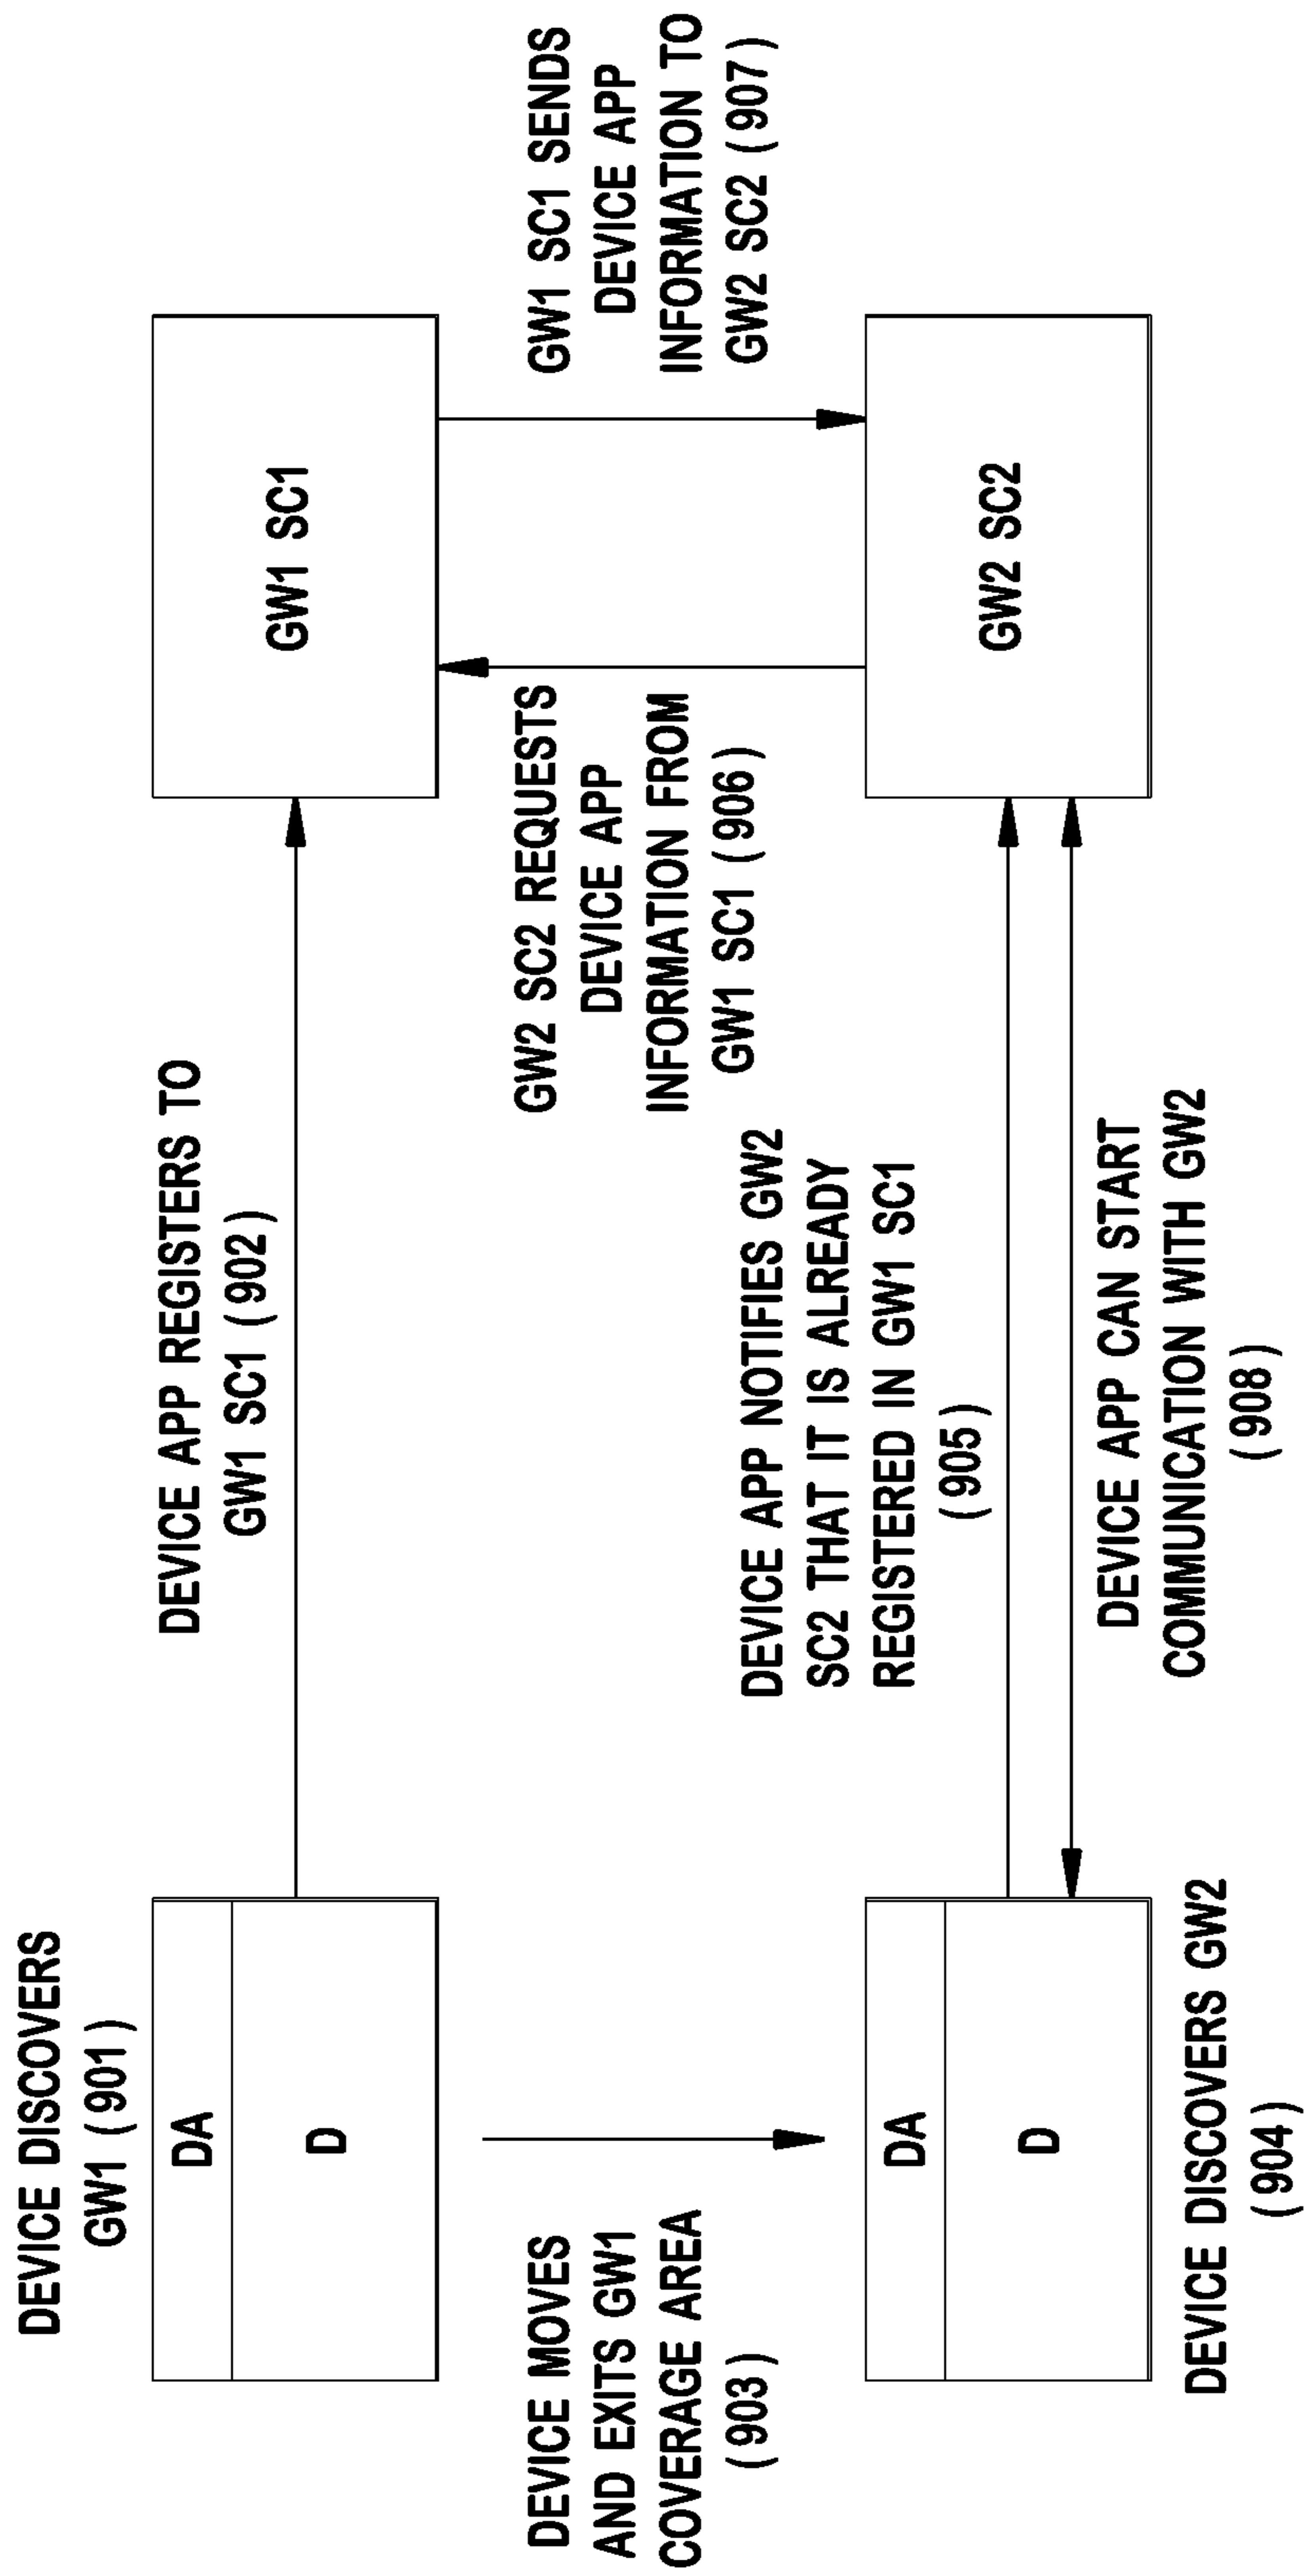 DEVICE DISCOVERS
GW1 (901)
DA
D
DEVICE APP REGISTERS TO
GW1 SC1 (902)
GW1 SC1
DEVICE MOVES
AND EXITS GW1
COVERAGE AREA
(903)
GW2 SC2 REQUESTS
DEVICE APP
INFORMATION FROM
GW1 SC1 (906)
GW1 SC1 SENDS
DEVICE APP
INFORMATION TO
GW2 SC2 (907)
DA
D
DEVICE DISCOVERS GW2
(904)
DEVICE APP NOTIFIES GW2
SC2 THAT IT IS ALREADY
REGISTERED IN GW1 SC1
(905)
DEVICE APP CAN START
COMMUNICATION WITH GW2
(908)
GW2 SC2